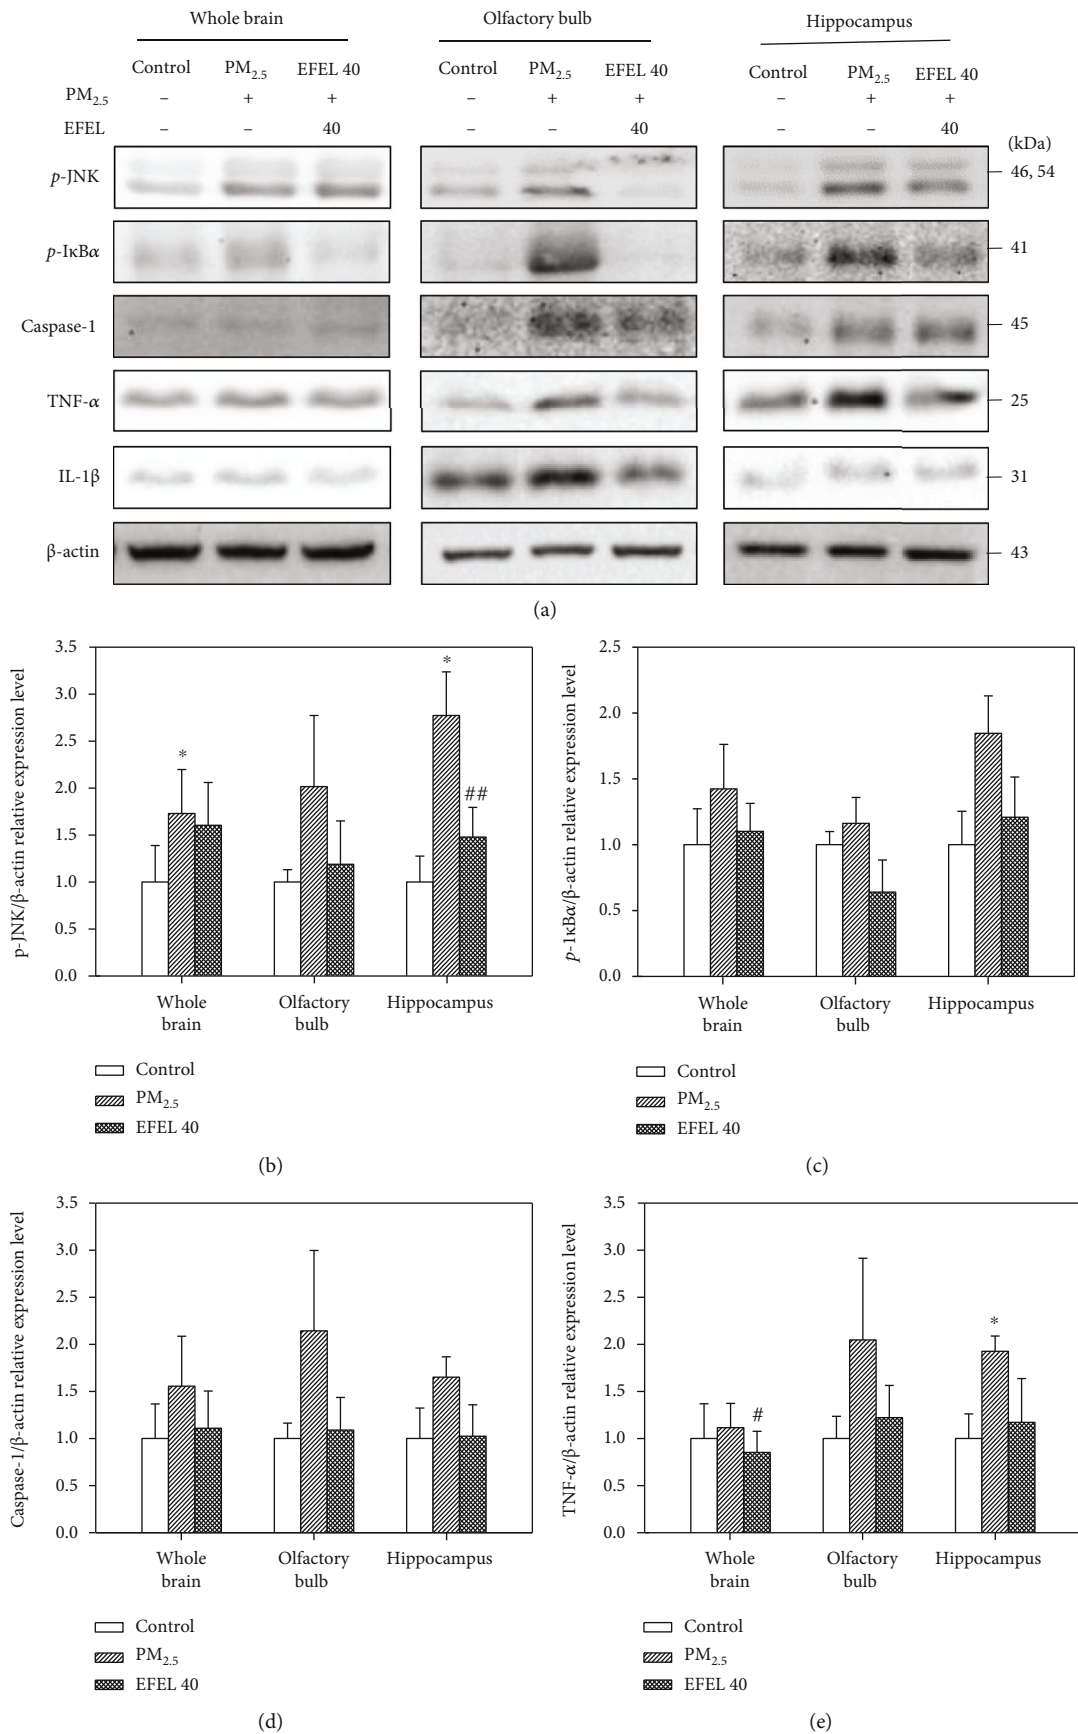 Whole brain Olfactory bulb Hippocampus
Control PM2.5 EFEL 40 Control PM2.5 EFEL 40 Control PM2.5 EFEL 40
PM2.5 – + + – + + – + +
EFEL – – 40 – – 40 – – 40
(kDa)
p-JNK 46, 54
p-IκBα 41
Caspase-1 45
TNF-α 25
IL-1β 31
β-actin 43
(a)
p-JNK/β-actin relative expression level
3.5
3.0
2.5
2.0
1.5
1.0
0.5
0.0
*
*
##
Whole brain
Olfactory bulb
Hippocampus
Control
PM2.5
EFEL 40
(b)
p-1κBα/β-actin relative expression level
2.5
2.0
1.5
1.0
0.5
0.0
Whole brain
Olfactory bulb
Hippocampus
Control
PM2.5
EFEL 40
(c)
Caspase-1/β-actin relative expression level
3.5
3.0
2.5
2.0
1.5
1.0
0.5
0.0
Whole brain
Olfactory bulb
Hippocampus
Control
PM2.5
EFEL 40
(d)
TNF-α/β-actin relative expression level
3.5
3.0
2.5
2.0
1.5
1.0
0.5
0.0
#
*
Whole brain
Olfactory bulb
Hippocampus
Control
PM2.5
EFEL 40
(e)